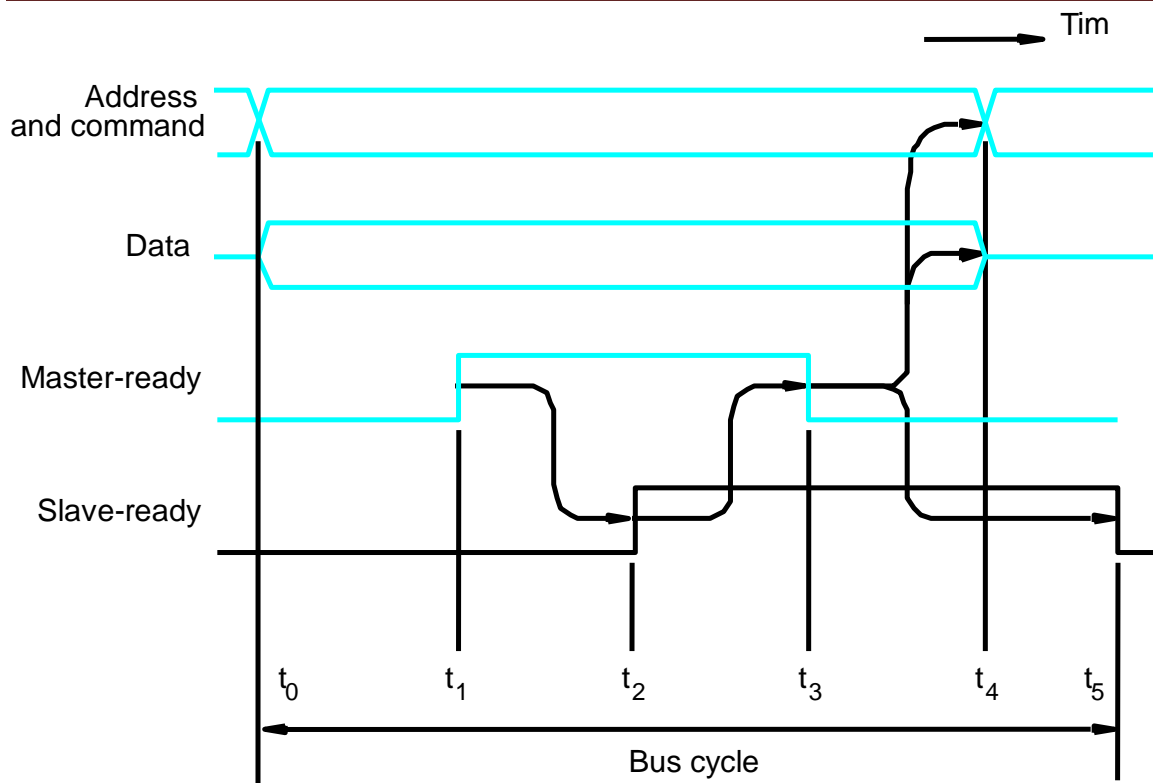 Tim
Address
and command
Data
Master-ready
Slave-ready
t0 t1 t2 t3 t4 t5
Bus cycle